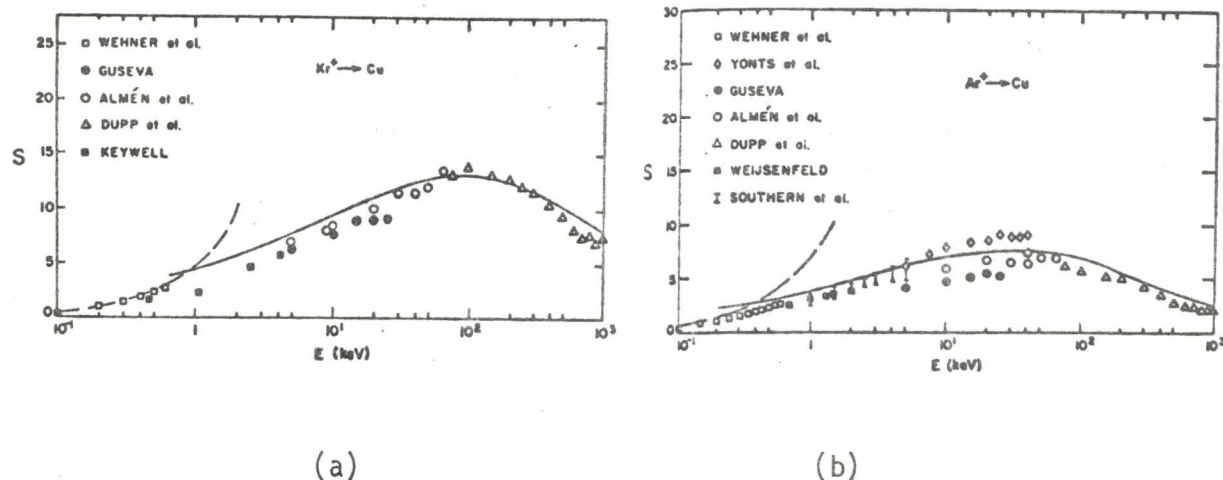 25
20
15
S
10
5
0
□ WEHNER et al.
GUSEVA
○ ALMÉN et al.
△ DUPP et al.
KEYWELL
Kr⁺→Cu
10⁻¹ 1 10¹ 10² 10³
E (keV)
(a)
30
25
20
15
S
10
5
0
□ WEHNER et al.
◇ YONTS et al.
GUSEVA
○ ALMÉN et al.
△ DUPP et al.
WEIJSENFELD
SOUTHERN et al.
Ar⁺→Cu
10⁻¹ 1 10 10² 10³
E (keV)
(b)